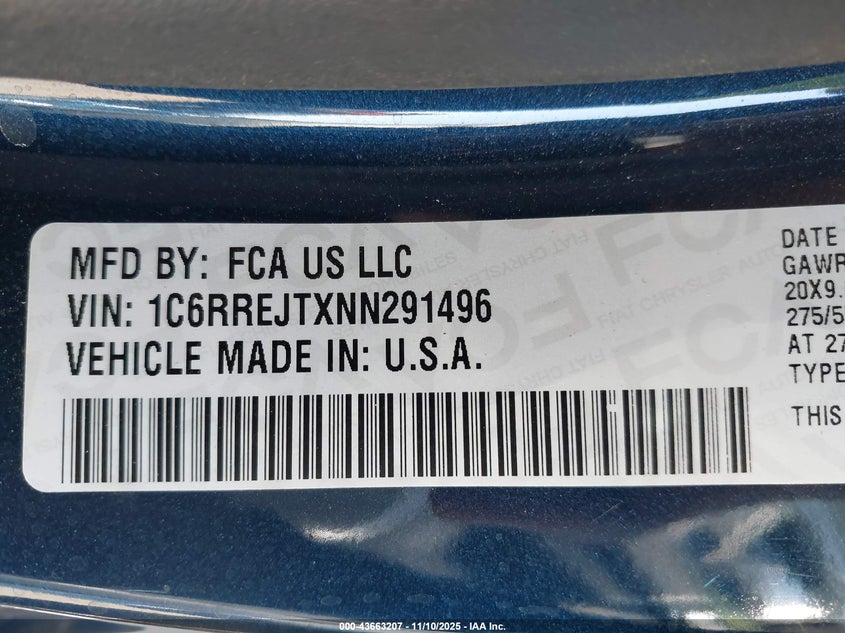 MFD BY: FCA US LLC
VIN: 1C6RREJTXNN291496
VEHICLE MADE IN: U.S.A.
DATE
GAWR
20X9.
275/5
AT 27
TYPE
THIS
000-43663207 - 11/10/2025 - IAA Inc.